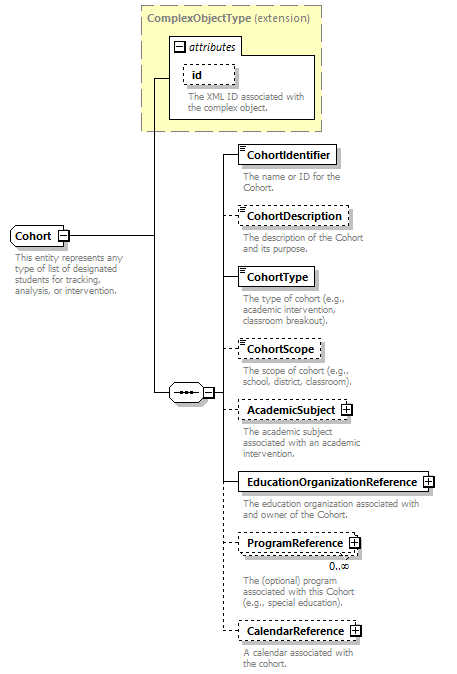 ComplexObjectType (extension)
attributes
id
The XML ID associated with
the complex object.
CohortIdentifier
The name or ID for the
Cohort.
CohortDescription
The description of the Cohort
and its purpose.
Cohort
This entity represents any
type of list of designated
students for tracking,
analysis, or intervention.
CohortType
The type of cohort (e.g.,
academic intervention,
classroom breakout).
CohortScope
The scope of cohort (e.g.,
school, district, classroom).
AcademicSubject
The academic subject
associated with an academic
intervention.
EducationOrganizationReference
The education organization associated with
and owner of the Cohort.
ProgramReference
0..∞
The (optional) program
associated with this Cohort
(e.g., special education).
CalendarReference
A calendar associated with
the cohort.